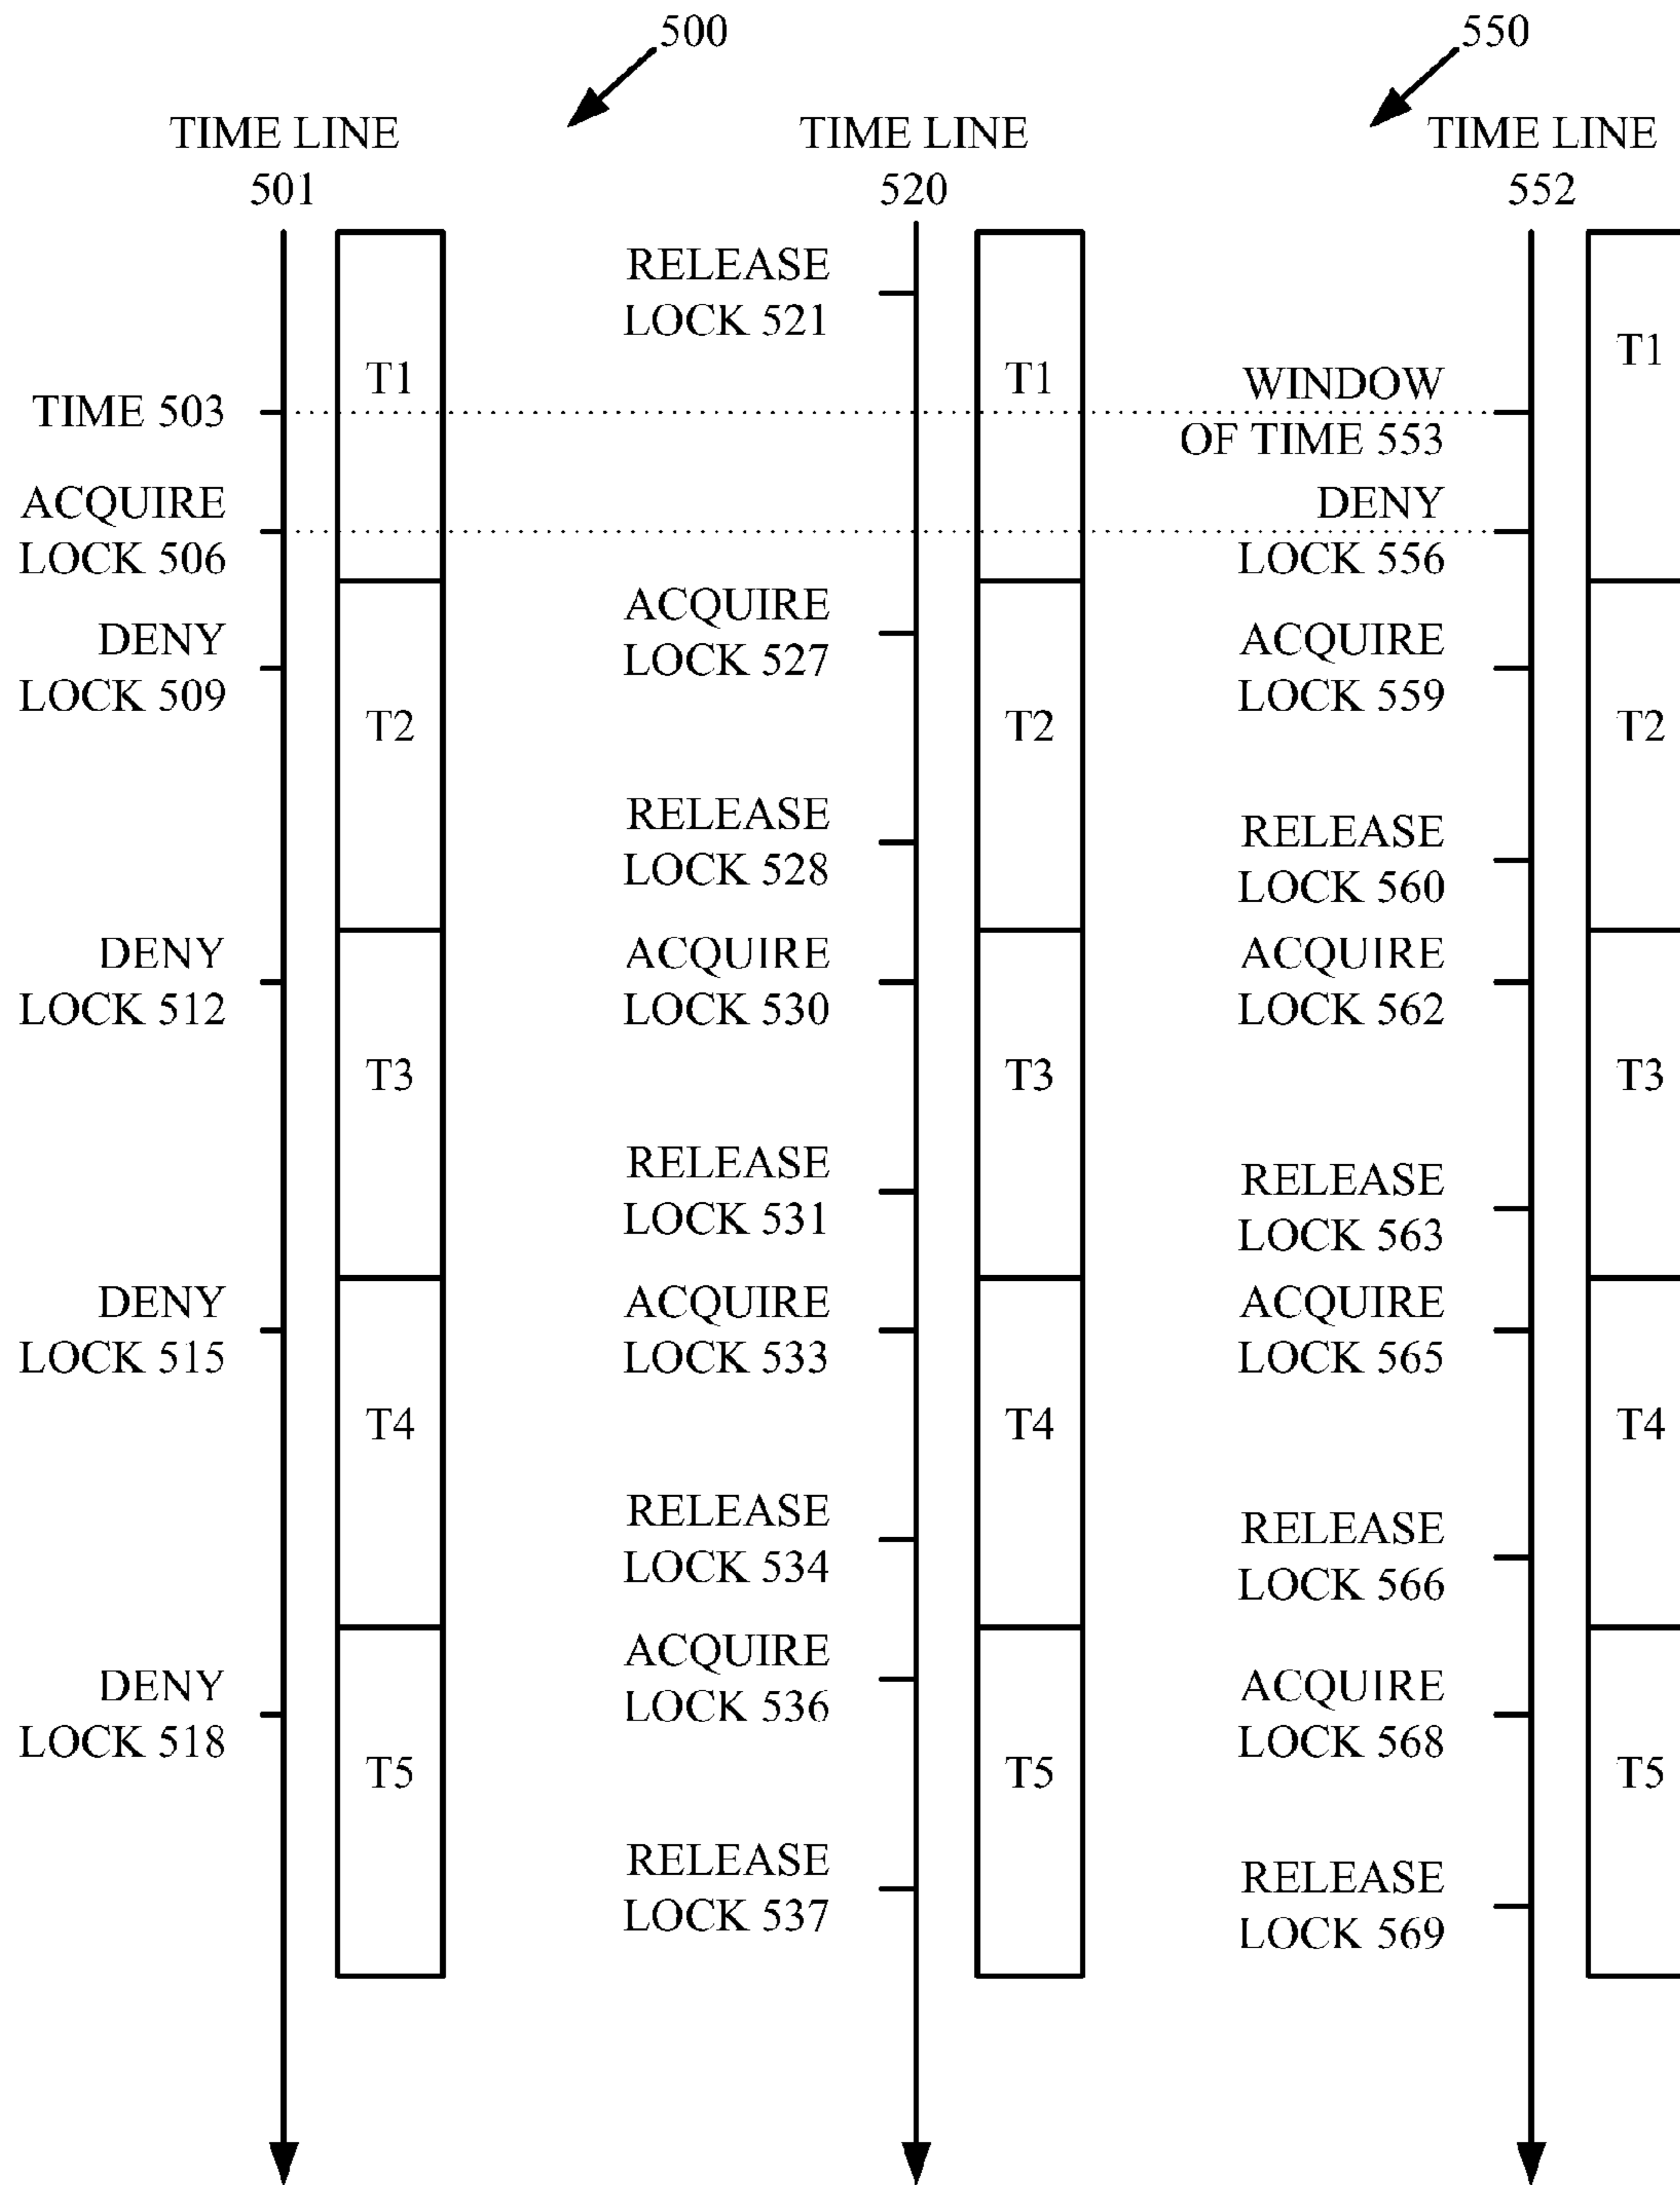 500
550
TIME LINE
501
TIME LINE
520
TIME LINE
552
TIME 503
ACQUIRE
LOCK 506
DENY
LOCK 509
DENY
LOCK 512
DENY
LOCK 515
DENY
LOCK 518
T1
T2
T3
T4
T5
RELEASE
LOCK 521
ACQUIRE
LOCK 527
RELEASE
LOCK 528
ACQUIRE
LOCK 530
RELEASE
LOCK 531
ACQUIRE
LOCK 533
RELEASE
LOCK 534
ACQUIRE
LOCK 536
RELEASE
LOCK 537
T1
T2
T3
T4
T5
WINDOW
OF TIME 553
DENY
LOCK 556
ACQUIRE
LOCK 559
RELEASE
LOCK 560
ACQUIRE
LOCK 562
RELEASE
LOCK 563
ACQUIRE
LOCK 565
RELEASE
LOCK 566
ACQUIRE
LOCK 568
RELEASE
LOCK 569
T1
T2
T3
T4
T5